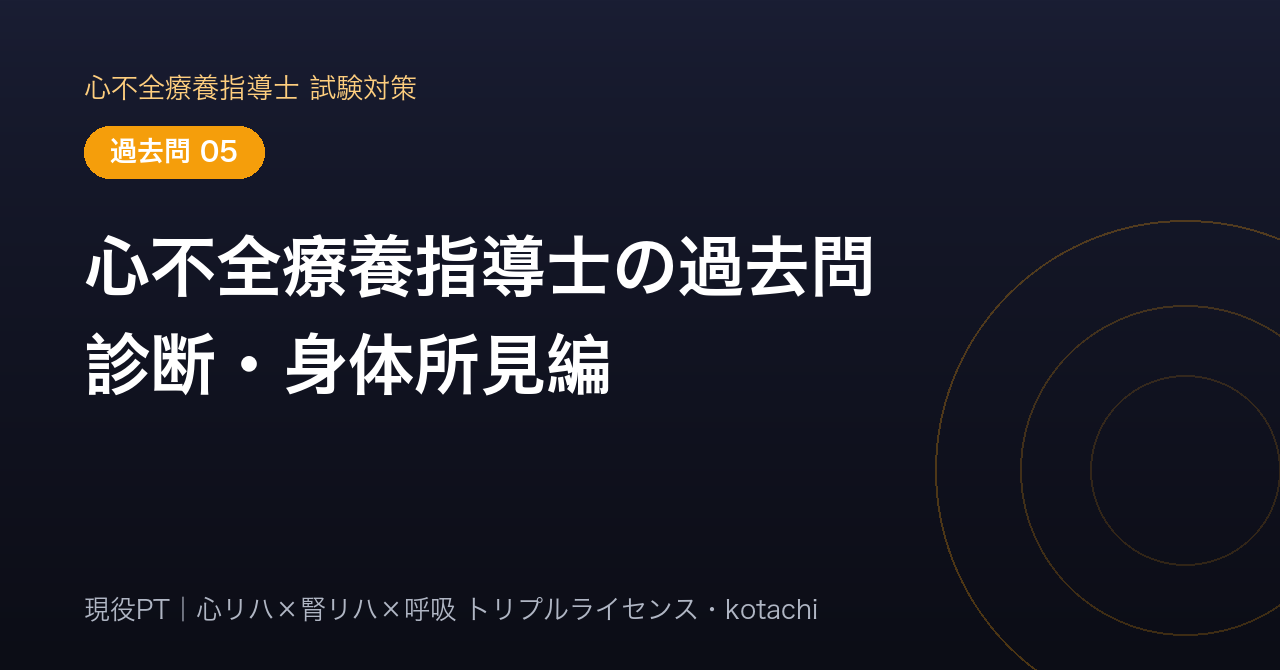 心不全療養指導士 試験対策
過去問 05
心不全療養指導士の過去問
診断・身体所見編
現役PT｜心リハ×腎リハ×呼吸 トリプルライセンス・kotachi